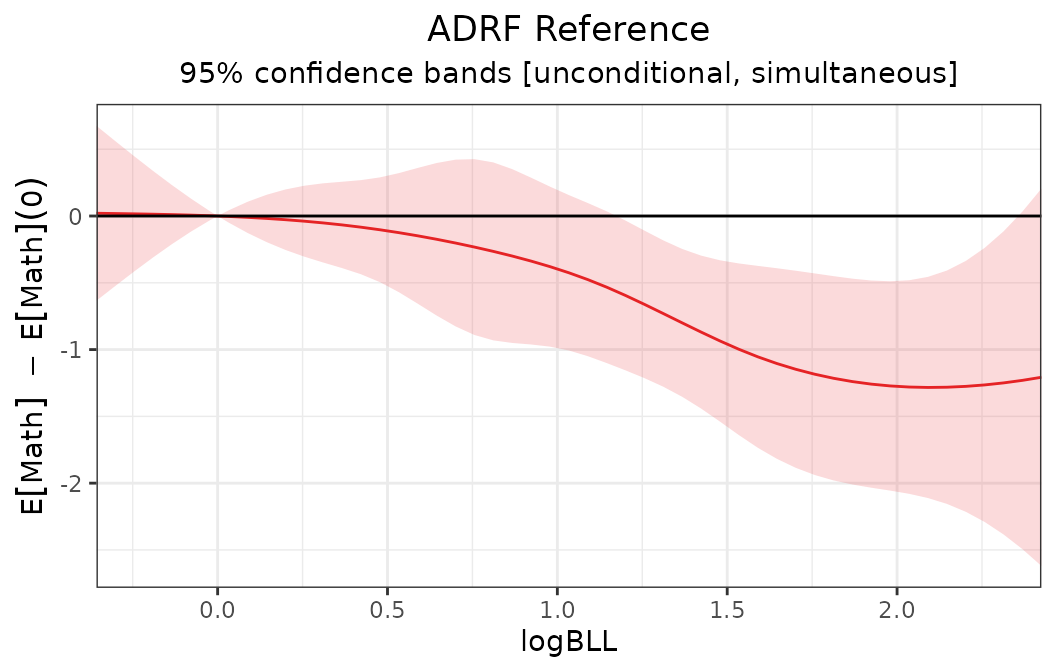 ADRF Reference
95% confidence bands [unconditional, simultaneous]
E[Math] − E[Math](0)
0
-1
-2
0.0 0.5 1.0 1.5 2.0
logBLL